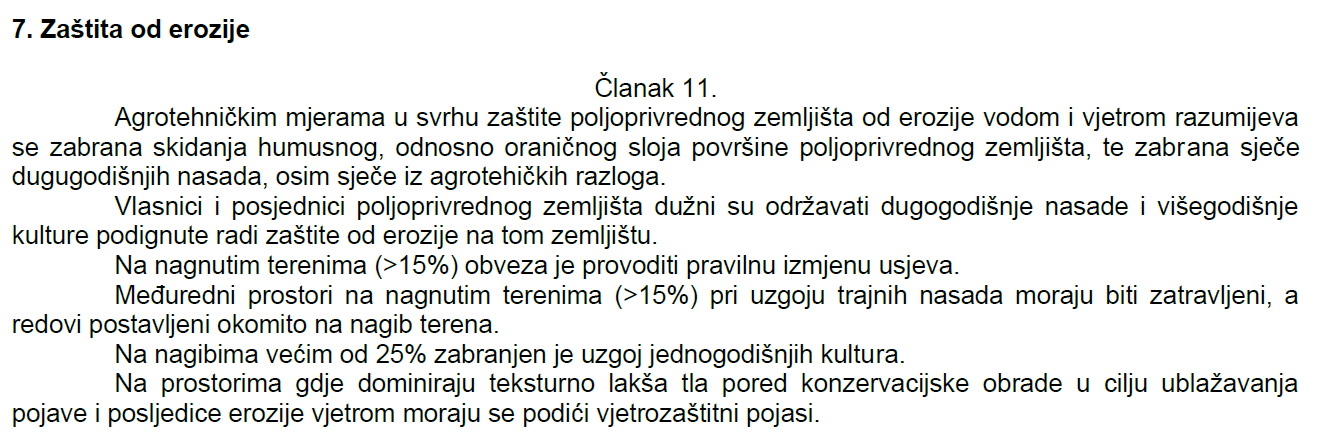 7. Zaštita od erozije
Članak 11.
Agrotehničkim mjerama u svrhu zaštite poljoprivrednog zemljišta od erozije vodom i vjetrom razumijeva
se zabrana skidanja humusnog, odnosno oraničnog sloja površine poljoprivrednog zemljišta, te zabrana sječe
dugugodišnjih nasada, osim sječe iz agrotehičkih razloga.
Vlasnici i posjednici poljoprivrednog zemljišta dužni su održavati dugogodišnje nasade i višegodišnje
kulture podignute radi zaštite od erozije na tom zemljištu.
Na nagnutim terenima (>15%) obveza je provoditi pravilnu izmjenu usjeva.
Međuredni prostori na nagnutim terenima (>15%) pri uzgoju trajnih nasada moraju biti zatravljeni, a
redovi postavljeni okomito na nagib terena.
Na nagibima većim od 25% zabranjen je uzgoj jednogodišnjih kultura.
Na prostorima gdje dominiraju teksturno lakša tla pored konzervacijske obrade u cilju ublažavanja
pojave i posljedice erozije vjetrom moraju se podići vjetrozaštitni pojasi.